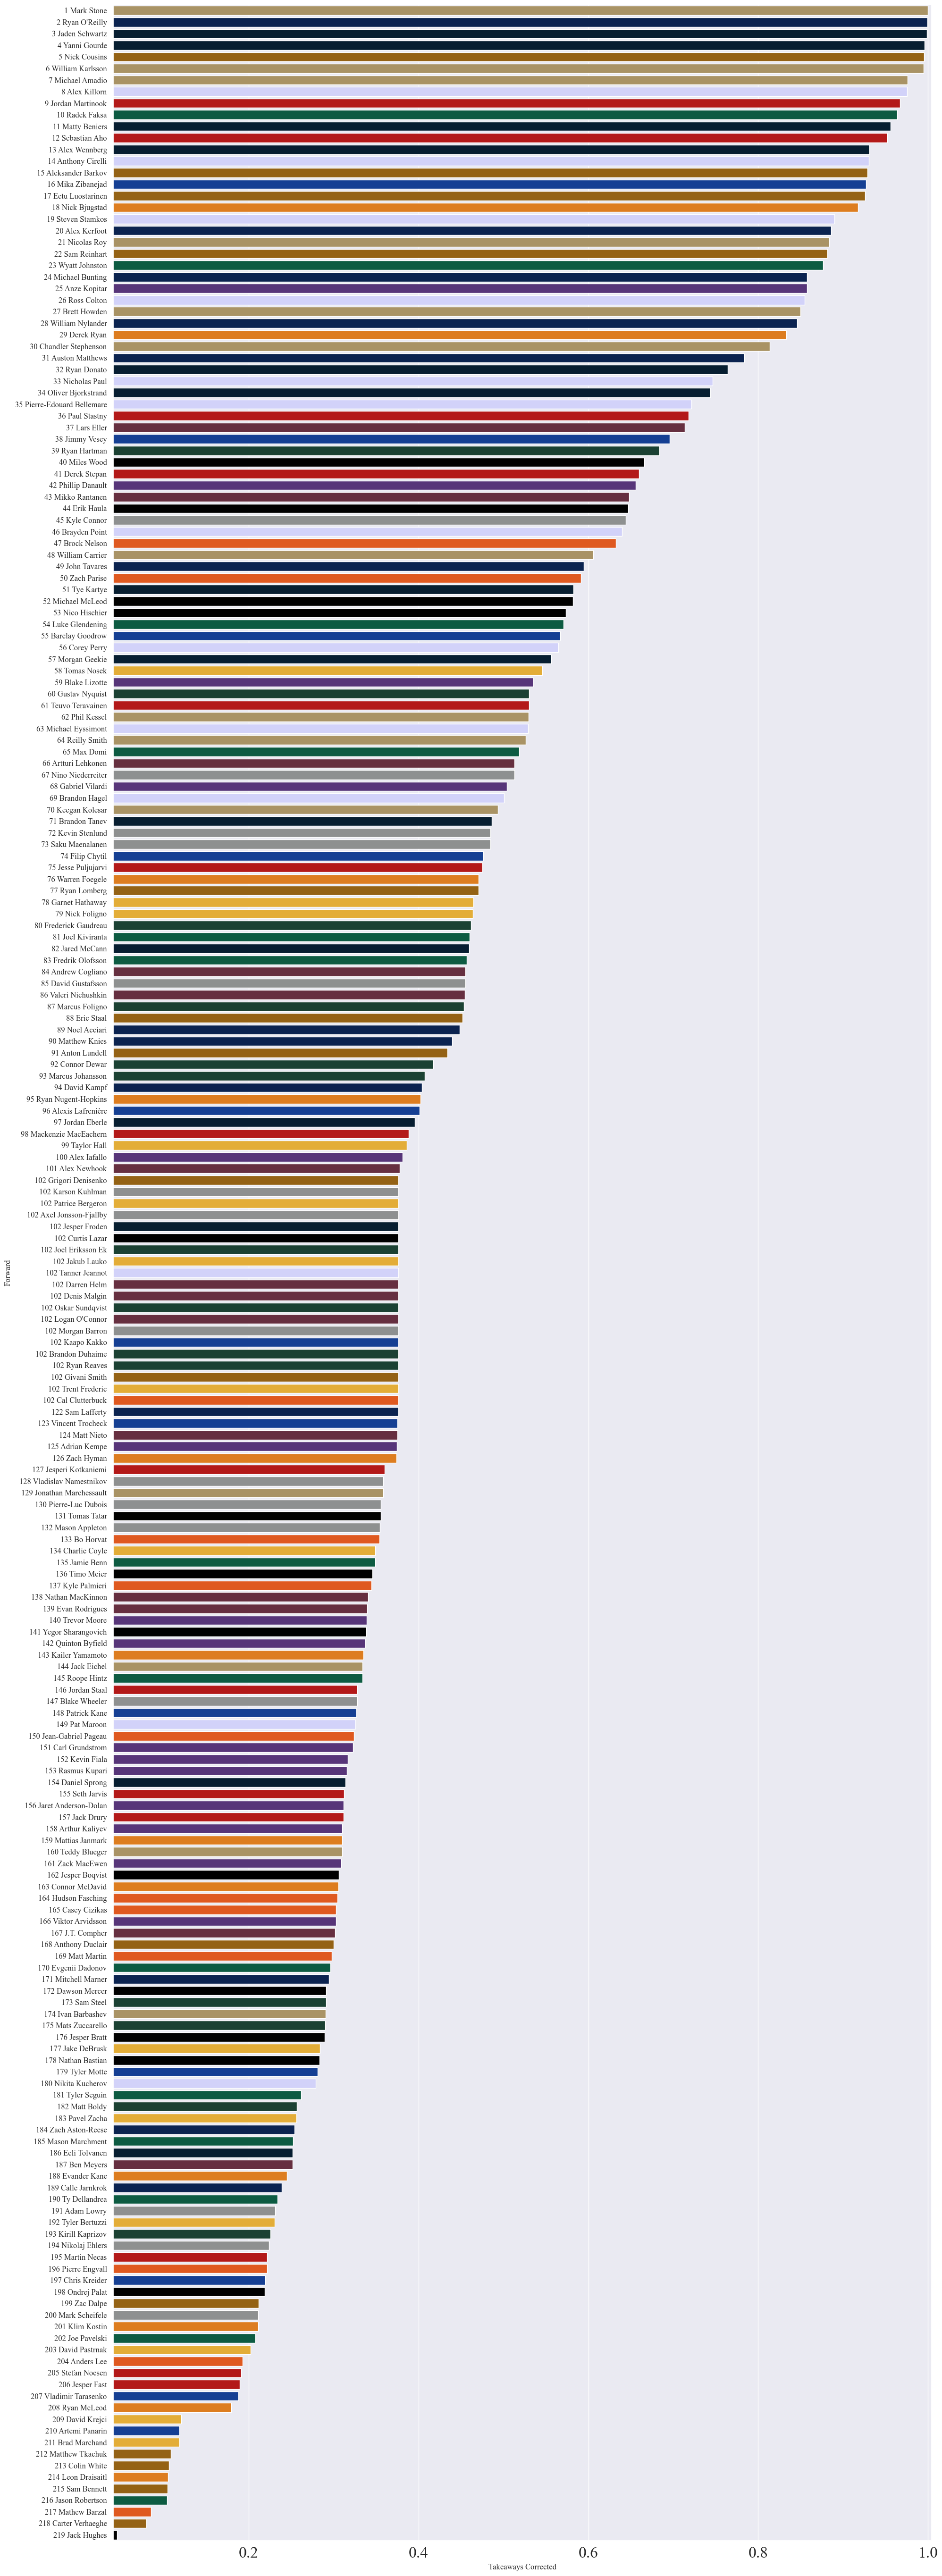 1 Mark Stone
2 Ryan O'Reilly
3 Jaden Schwartz
4 Yanni Gourde
5 Nick Cousins
6 William Karlsson
7 Michael Amadio
8 Alex Killorn
9 Jordan Martinook
10 Radek Faksa
11 Matty Beniers
12 Sebastian Aho
13 Alex Wennberg
14 Anthony Cirelli
15 Aleksander Barkov
16 Mika Zibanejad
17 Eetu Luostarinen
18 Nick Bjugstad
19 Steven Stamkos
20 Alex Kerfoot
21 Nicolas Roy
22 Sam Reinhart
23 Wyatt Johnston
24 Michael Bunting
25 Anze Kopitar
26 Ross Colton
27 Brett Howden
28 William Nylander
29 Derek Ryan
30 Chandler Stephenson
31 Auston Matthews
32 Ryan Donato
33 Nicholas Paul
34 Oliver Bjorkstrand
35 Pierre-Edouard Bellemare
36 Paul Stastny
37 Lars Eller
38 Jimmy Vesey
39 Ryan Hartman
40 Miles Wood
41 Derek Stepan
42 Phillip Danault
43 Mikko Rantanen
44 Erik Haula
45 Kyle Connor
46 Brayden Point
47 Brock Nelson
48 William Carrier
49 John Tavares
50 Zach Parise
51 Tye Kartye
52 Michael McLeod
53 Nico Hischier
54 Luke Glendening
55 Barclay Goodrow
56 Corey Perry
57 Morgan Geekie
58 Tomas Nosek
59 Blake Lizotte
60 Gustav Nyquist
61 Teuvo Teravainen
62 Phil Kessel
63 Michael Eyssimont
64 Reilly Smith
65 Max Domi
66 Artturi Lehkonen
67 Nino Niederreiter
68 Gabriel Vilardi
69 Brandon Hagel
70 Keegan Kolesar
71 Brandon Tanev
72 Kevin Stenlund
73 Saku Maenalanen
74 Filip Chytil
75 Jesse Puljujarvi
76 Warren Foegele
77 Ryan Lomberg
78 Garnet Hathaway
79 Nick Foligno
80 Frederick Gaudreau
81 Joel Kiviranta
82 Jared McCann
83 Fredrik Olofsson
84 Andrew Cogliano
85 David Gustafsson
86 Valeri Nichushkin
87 Marcus Foligno
88 Eric Staal
89 Noel Acciari
90 Matthew Knies
91 Anton Lundell
92 Connor Dewar
93 Marcus Johansson
94 David Kampf
95 Ryan Nugent-Hopkins
96 Alexis Lafrenière
97 Jordan Eberle
98 Mackenzie MacEachern
99 Taylor Hall
100 Alex Iafallo
101 Alex Newhook
102 Grigori Denisenko
102 Karson Kuhlman
102 Patrice Bergeron
102 Axel Jonsson-Fjallby
102 Jesper Froden
102 Curtis Lazar
102 Joel Eriksson Ek
102 Jakub Lauko
102 Tanner Jeannot
102 Darren Helm
102 Denis Malgin
102 Oskar Sundqvist
102 Logan O'Connor
102 Morgan Barron
102 Kaapo Kakko
102 Brandon Duhaime
102 Ryan Reaves
102 Givani Smith
102 Trent Frederic
102 Cal Clutterbuck
122 Sam Lafferty
123 Vincent Trocheck
124 Matt Nieto
125 Adrian Kempe
126 Zach Hyman
127 Jesperi Kotkaniemi
128 Vladislav Namestnikov
129 Jonathan Marchessault
130 Pierre-Luc Dubois
131 Tomas Tatar
132 Mason Appleton
133 Bo Horvat
134 Charlie Coyle
135 Jamie Benn
136 Timo Meier
137 Kyle Palmieri
138 Nathan MacKinnon
139 Evan Rodrigues
140 Trevor Moore
141 Yegor Sharangovich
142 Quinton Byfield
143 Kailer Yamamoto
144 Jack Eichel
145 Roope Hintz
146 Jordan Staal
147 Blake Wheeler
148 Patrick Kane
149 Pat Maroon
150 Jean-Gabriel Pageau
151 Carl Grundstrom
152 Kevin Fiala
153 Rasmus Kupari
154 Daniel Sprong
155 Seth Jarvis
156 Jaret Anderson-Dolan
157 Jack Drury
158 Arthur Kaliyev
159 Mattias Janmark
160 Teddy Blueger
161 Zack MacEwen
162 Jesper Boqvist
163 Connor McDavid
164 Hudson Fasching
165 Casey Cizikas
166 Viktor Arvidsson
167 J.T. Compher
168 Anthony Duclair
169 Matt Martin
170 Evgenii Dadonov
171 Mitchell Marner
172 Dawson Mercer
173 Sam Steel
174 Ivan Barbashev
175 Mats Zuccarello
176 Jesper Bratt
177 Jake DeBrusk
178 Nathan Bastian
179 Tyler Motte
180 Nikita Kucherov
181 Tyler Seguin
182 Matt Boldy
183 Pavel Zacha
184 Zach Aston-Reese
185 Mason Marchment
186 Eeli Tolvanen
187 Ben Meyers
188 Evander Kane
189 Calle Jarnkrok
190 Ty Dellandrea
191 Adam Lowry
192 Tyler Bertuzzi
193 Kirill Kaprizov
194 Nikolaj Ehlers
195 Martin Necas
196 Pierre Engvall
197 Chris Kreider
198 Ondrej Palat
199 Zac Dalpe
200 Mark Scheifele
201 Klim Kostin
202 Joe Pavelski
203 David Pastrnak
204 Anders Lee
205 Stefan Noesen
206 Jesper Fast
207 Vladimir Tarasenko
208 Ryan McLeod
209 David Krejci
210 Artemi Panarin
211 Brad Marchand
212 Matthew Tkachuk
213 Colin White
214 Leon Draisaitl
215 Sam Bennett
216 Jason Robertson
217 Mathew Barzal
218 Carter Verhaeghe
219 Jack Hughes
Forward
0.2 0.4 0.6 0.8 1.0
Takeaways Corrected